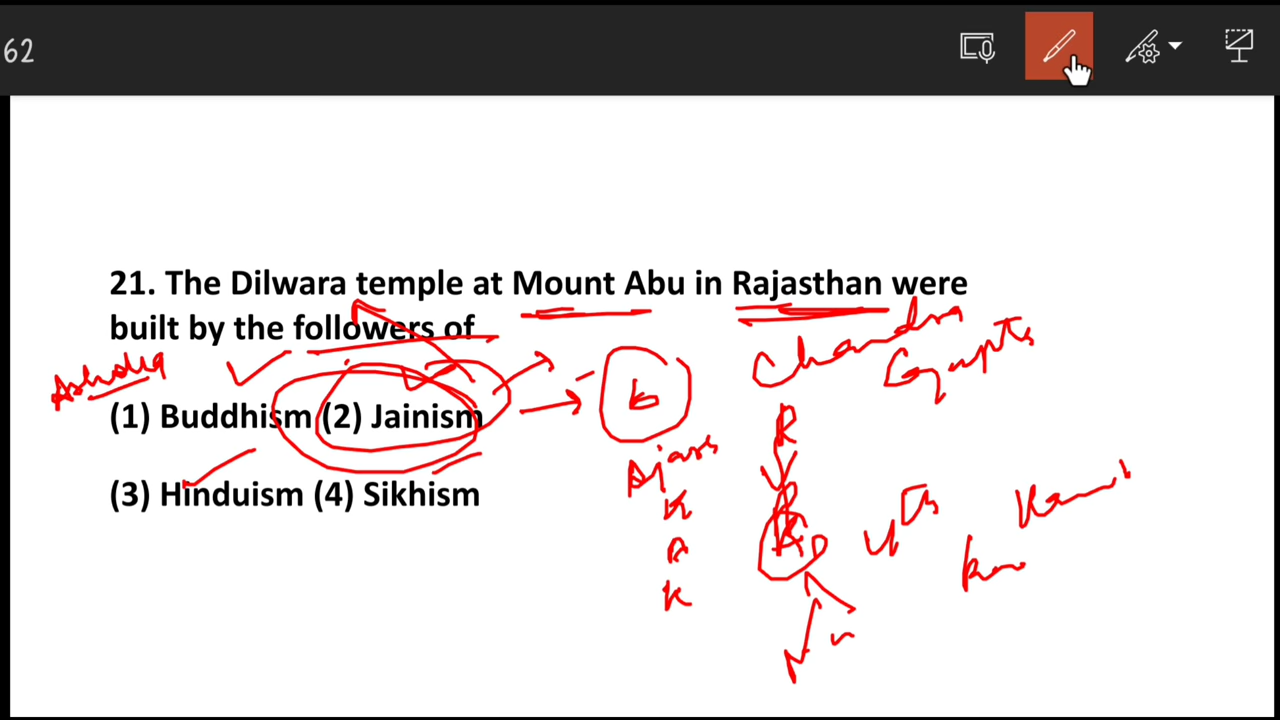 62
21. The Dilwara temple at Mount Abu in Rajasthan were
built by the followers of
Chandra
Gupta
(1) Buddhism (2) Jainism
(3) Hinduism (4) Sikhism